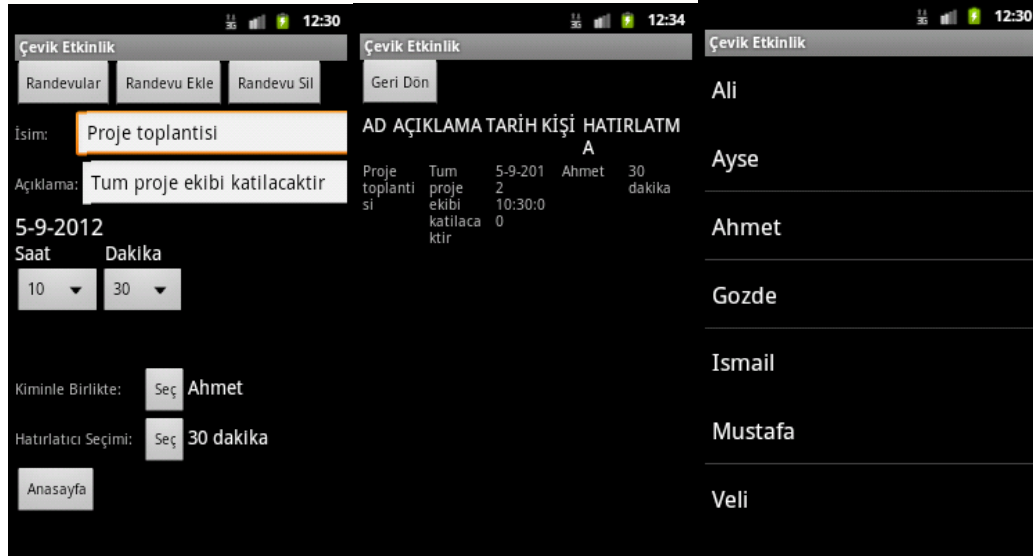 12:30
Çevik Etkinlik
Randevular Randevu Ekle Randevu Sil
İsim: Proje toplantisi
Açıklama: Tum proje ekibi katilacaktir
5-9-2012
Saat Dakika
10 30
Kiminle Birlikte: Seç Ahmet
Hatırlatıcı Seçimi: Seç 30 dakika
Anasayfa
12:34
Çevik Etkinlik
Geri Dön
AD AÇIKLAMA TARİH KİŞİ HATIRLATM
A
Proje Tum 5-9-201 Ahmet 30
toplanti proje 2 dakika
si ekibi 10:30:0
katilaca 0
ktir
12:30
Çevik Etkinlik
Ali
Ayse
Ahmet
Gozde
Ismail
Mustafa
Veli